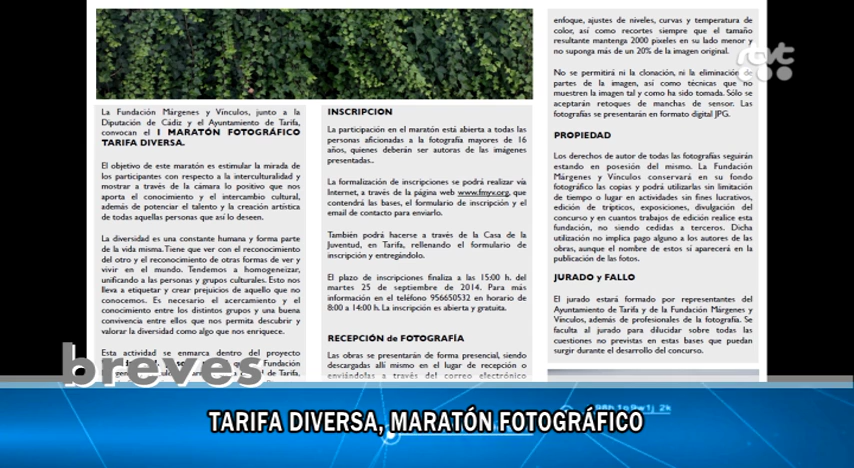 La Fundación Márgenes y Vínculos, junto a la
Diputación de Cádiz y el Ayuntamiento de Tarifa,
convocan el I MARATÓN FOTOGRÁFICO
TARIFA DIVERSA.
El objetivo de este maratón es estimular la mirada de
los participantes con respecto a la interculturalidad y
mostrar a través de la cámara lo positivo que nos
aporta el conocimiento y el intercambio cultural,
además de potenciar el talento y la creación artística
de todas aquellas personas que así lo deseen.
La diversidad es una constante humana y forma parte
de la vida misma. Tiene que ver con el reconocimiento
del otro y el reconocimiento de otras formas de ver y
vivir en el mundo. Tendemos a homogeneizar,
unificando a las personas y grupos culturales. Esto nos
lleva a etiquetar y crear prejuicios de aquello que no
conocemos. Es necesario el acercamiento y el
conocimiento entre los distintos grupos y una buena
convivencia entre ellos que nos permita descubrir y
valorar la diversidad como algo que nos enriquece.
Esta actividad se enmarca dentro del proyecto
INSCRIPCION
La participación en el maratón está abierta a todas las
personas aficionadas a la fotografía mayores de 16
años, quienes deberán ser autoras de las imágenes
presentadas..
La formalización de inscripciones se podrá realizar vía
Internet, a través de la página web www.fmyv.org, que
contendrá las bases, el formulario de inscripción y el
email de contacto para enviarlo.
También podrá hacerse a través de la Casa de la
Juventud, en Tarifa, rellenando el formulario de
inscripción y entregándolo.
El plazo de inscripciones finaliza a las 15:00 h. del
martes 25 de septiembre de 2014. Para más
información en el teléfono 956650532 en horario de
8:00 a 14:00 h. La inscripción es abierta y gratuita.
RECEPCIÓN de FOTOGRAFÍA
Las obras se presentarán de forma presencial, siendo
descargadas allí mismo en el lugar de recepción o
enviándolas a través del correo electrónico
enfoque, ajustes de niveles, curvas y temperatura de
color, así como recortes siempre que el tamaño
resultante mantenga 2000 pixeles en su lado menor y
no suponga más de un 20% de la imagen original.
No se permitirá ni la clonación, ni la eliminación de
partes de la imagen, así como técnicas que no
muestren la imagen tal y como ha sido tomada. Sólo se
aceptarán retoques de manchas de sensor. Las
fotografías se presentarán en formato digital JPG.
PROPIEDAD
Los derechos de autor de todas las fotografías seguirán
estando en posesión del mismo. La Fundación
Márgenes y Vínculos conservará en su fondo
fotográfico las copias y podrá utilizarlas sin limitación
de tiempo o lugar en actividades sin fines lucrativos,
edición de trípticos, exposiciones, divulgación del
concurso y en cuantos trabajos de edición realice esta
fundación, no siendo cedidas a terceros. Dicha
utilización no implica pago alguno a los autores de las
obras, aunque el nombre de estos sí aparecerá en la
publicación de las fotos.
JURADO y FALLO
El jurado estará formado por representantes del
Ayuntamiento de Tarifa y de la Fundación Márgenes y
Vínculos, además de profesionales de la fotografía. Se
faculta al jurado para dilucidar sobre todas las
cuestiones no previstas en estas bases que puedan
surgir durante el desarrollo del concurso.
breves
TARIFA DIVERSA, MARATÓN FOTOGRÁFICO